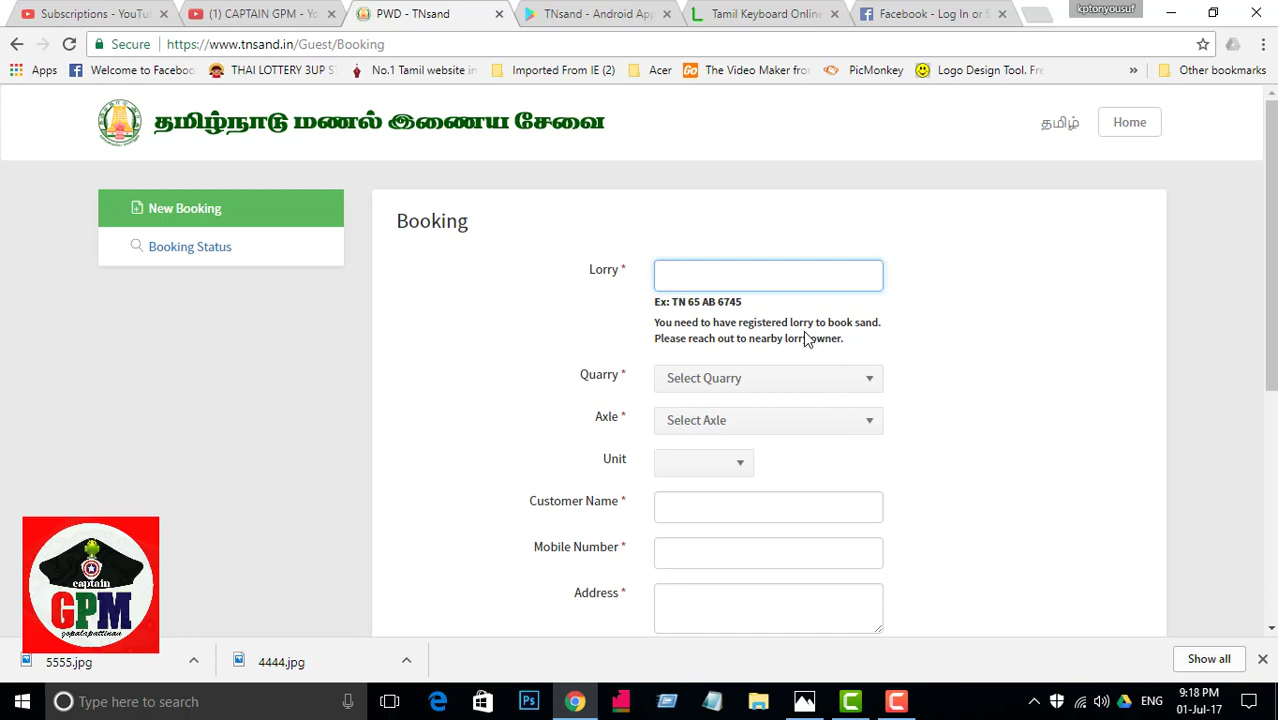 Subscriptions - YouTu
(1) CAPTAIN GPM - Yo
PWD - TNsand
TNsand - Android App
Tamil Keyboard Online
Facebook - Log In or S
kptonyousuf
Secure https://www.tnsand.in/Guest/Booking
Apps Welcome to Faceboo THAI LOTTERY 3UP S No.1 Tamil website in Imported From IE (2) Acer Go The Video Maker from PicMonkey Logo Design Tool. Fre » Other bookmarks
தமிழ்நாடு மணல் இணைய சேவை
தமிழ் Home
New Booking
Booking Status
Booking
Lorry *
Ex: TN 65 AB 6745
You need to have registered lorry to book sand.
Please reach out to nearby lorry owner.
Quarry * Select Quarry
Axle * Select Axle
Unit
Customer Name *
Mobile Number *
Address *
captain
GPM
gopalapattinam
5555.jpg 4444.jpg Show all
Type here to search
Ps
ENG
9:18 PM
01-Jul-17